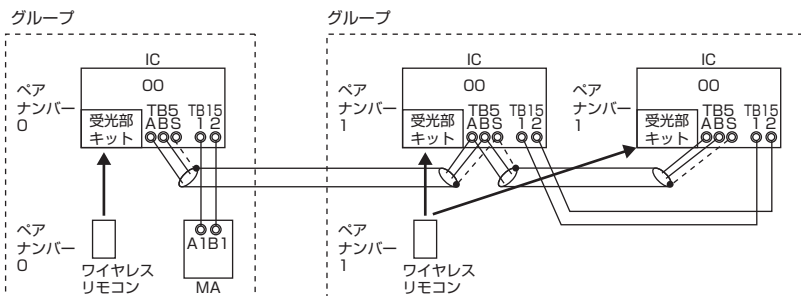 グループ
IC
00
ペア
ナンバー
0
受光部
キット
TB5
ABS
TB15
1 2
ペア
ナンバー
0
ワイヤレス
リモコン
A1B1
MA
グループ
IC
00
ペア
ナンバー
1
受光部
キット
TB5
ABS
TB15
1 2
IC
00
ペア
ナンバー
1
受光部
キット
TB5
ABS
TB15
1 2
ペア
ナンバー
1
ワイヤレス
リモコン